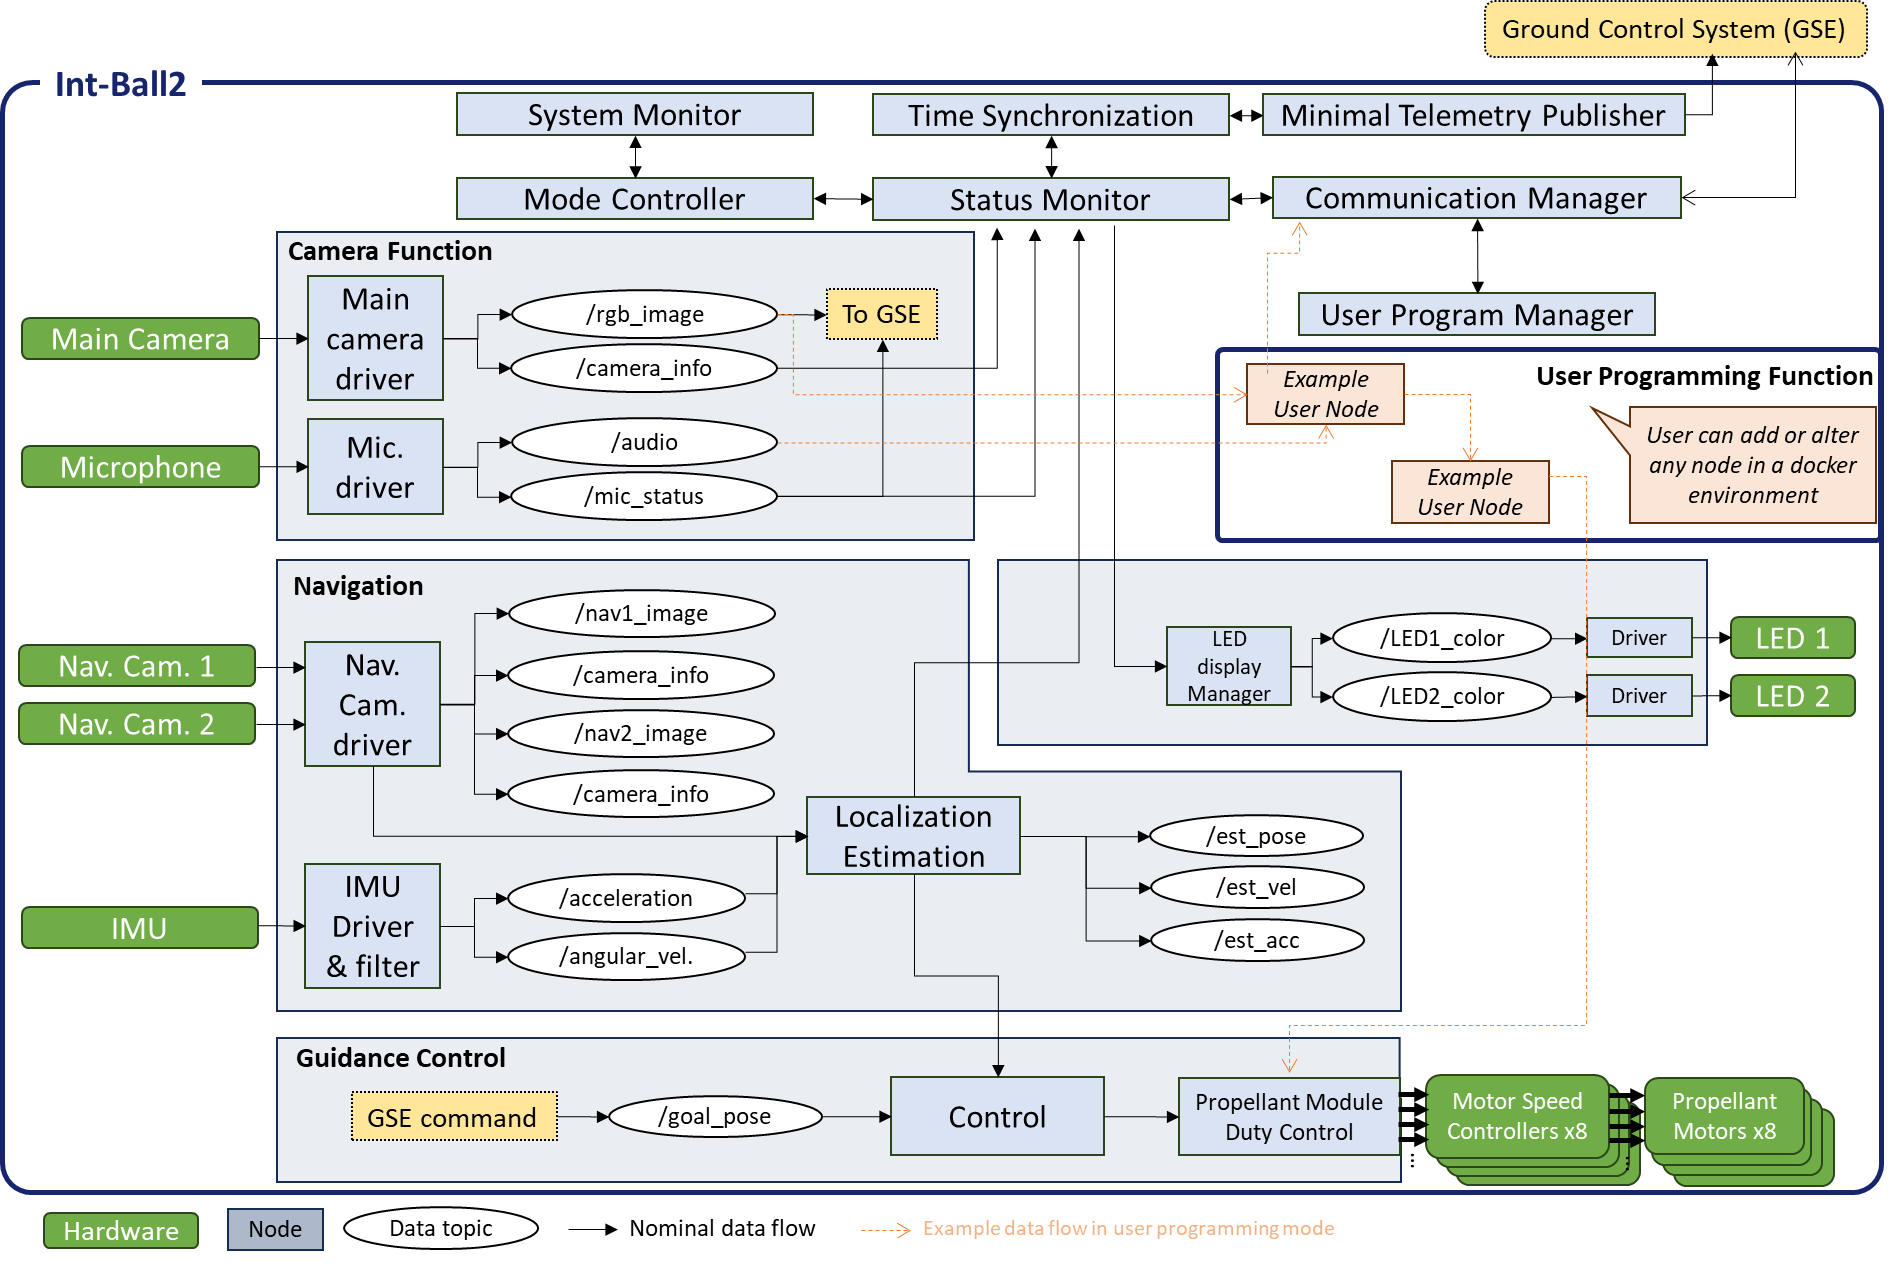 Ground Control System (GSE)
Int-Ball2
System Monitor
Time Synchronization
Minimal Telemetry Publisher
Mode Controller
Status Monitor
Communication Manager
User Program Manager
Camera Function
Main Camera
Main
camera
driver
/rgb_image
/camera_info
To GSE
Microphone
Mic.
driver
/audio
/mic_status
User Programming Function
Example
User Node
Example
User Node
User can add or alter
any node in a docker
environment
Navigation
Nav. Cam. 1
Nav. Cam. 2
Nav.
Cam.
driver
/nav1_image
/camera_info
/nav2_image
/camera_info
LED
display
Manager
/LED1_color
/LED2_color
Driver
Driver
LED 1
LED 2
IMU
IMU
Driver
& filter
/acceleration
/angular_vel.
Localization
Estimation
/est_pose
/est_vel
/est_acc
Guidance Control
GSE command
/goal_pose
Control
Propellant Module
Duty Control
Motor Speed
Controllers x8
Propellant
Motors x8
Hardware
Node
Data topic
Nominal data flow
Example data flow in user programming mode